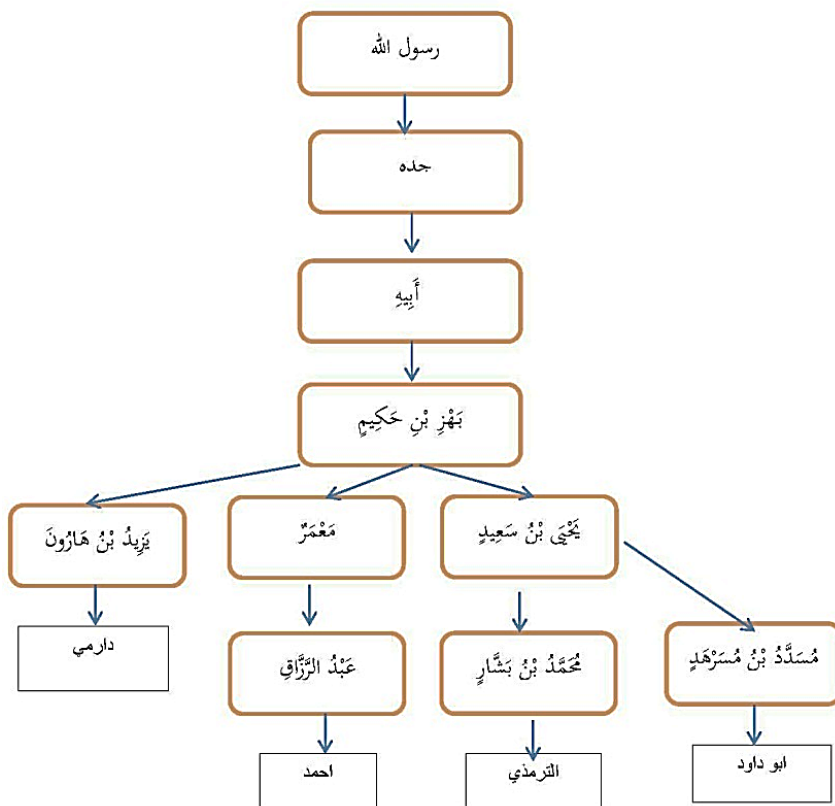 رسول الله
جده
أَبِيهِ
بَهْزِ بْنِ حَكِيمٍ
يَحْيَى بْنُ سَعِيدٍ
مَعْمَرٌ
يَزِيدُ بْنُ هَارُونَ
مُسَدَّدُ بْنُ مُسَرْهَدٍ
مُحَمَّدُ بْنُ بَشَّارٍ
عَبْدُ الرَّزَّاقِ
دارمي
ابو داود
الترمذي
احمد